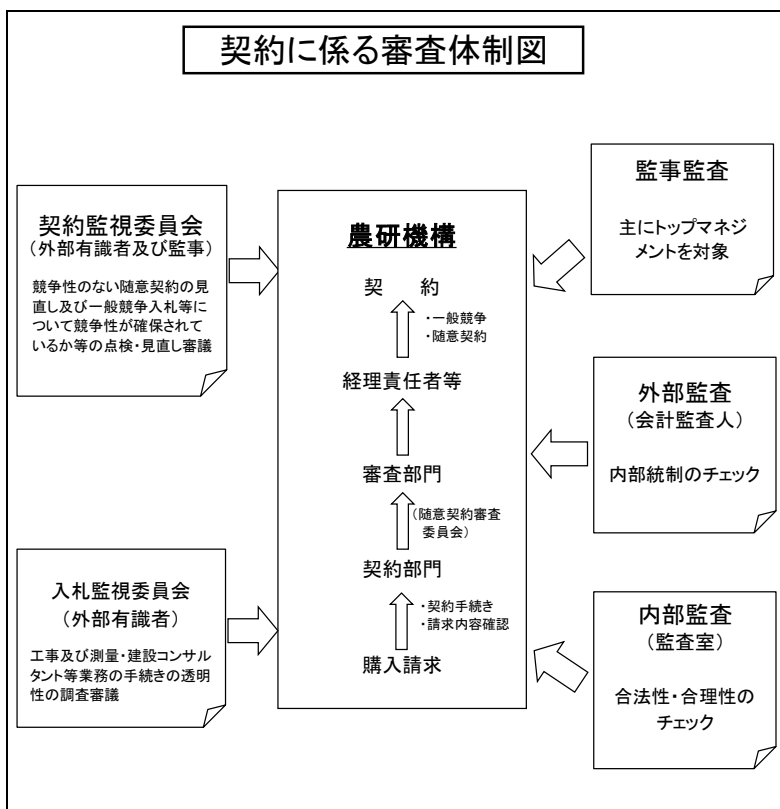 契約に係る審査体制図
契約監視委員会
(外部有識者及び監事)
競争性のない随意契約の見
直し及び一般競争入札等に
ついて競争性が確保されて
いるか等の点検・見直し審議
入札監視委員会
(外部有識者)
工事及び測量・建設コンサル
タント等業務の手続きの透明
性の調査審議
農研機構
契　約
・一般競争
・随意契約
経理責任者等
審査部門
(随意契約審査
委員会)
契約部門
・契約手続き
・請求内容確認
購入請求
監事監査
主にトップマネジ
メントを対象
外部監査
(会計監査人)
内部統制のチェック
内部監査
(監査室)
合法性・合理性の
チェック